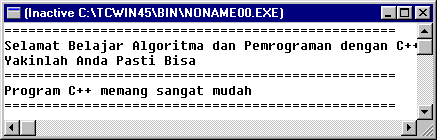 (Inactive C:\TCWIN45\BIN\NONAME00.EXE)
==================================================
Selamat Belajar Algoritma dan Pemrograman dengan C++
Yakinlah Anda Pasti Bisa
==================================================
Program C++ memang sangat mudah
==================================================